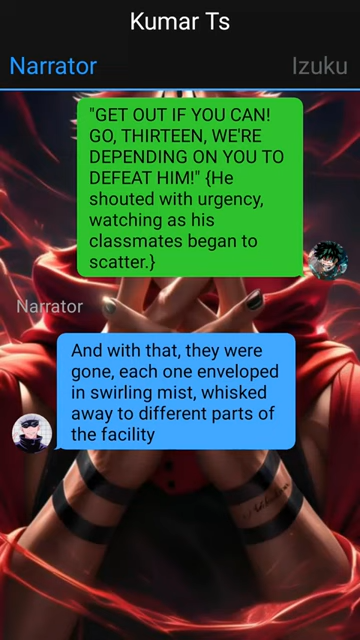 Kumar Ts
Narrator
Izuku
"GET OUT IF YOU CAN!
GO, THIRTEEN, WE'RE
DEPENDING ON YOU TO
DEFEAT HIM!" {He
shouted with urgency,
watching as his
classmates began to
scatter.}
Narrator
And with that, they were
gone, each one enveloped
in swirling mist, whisked
away to different parts of
the facility